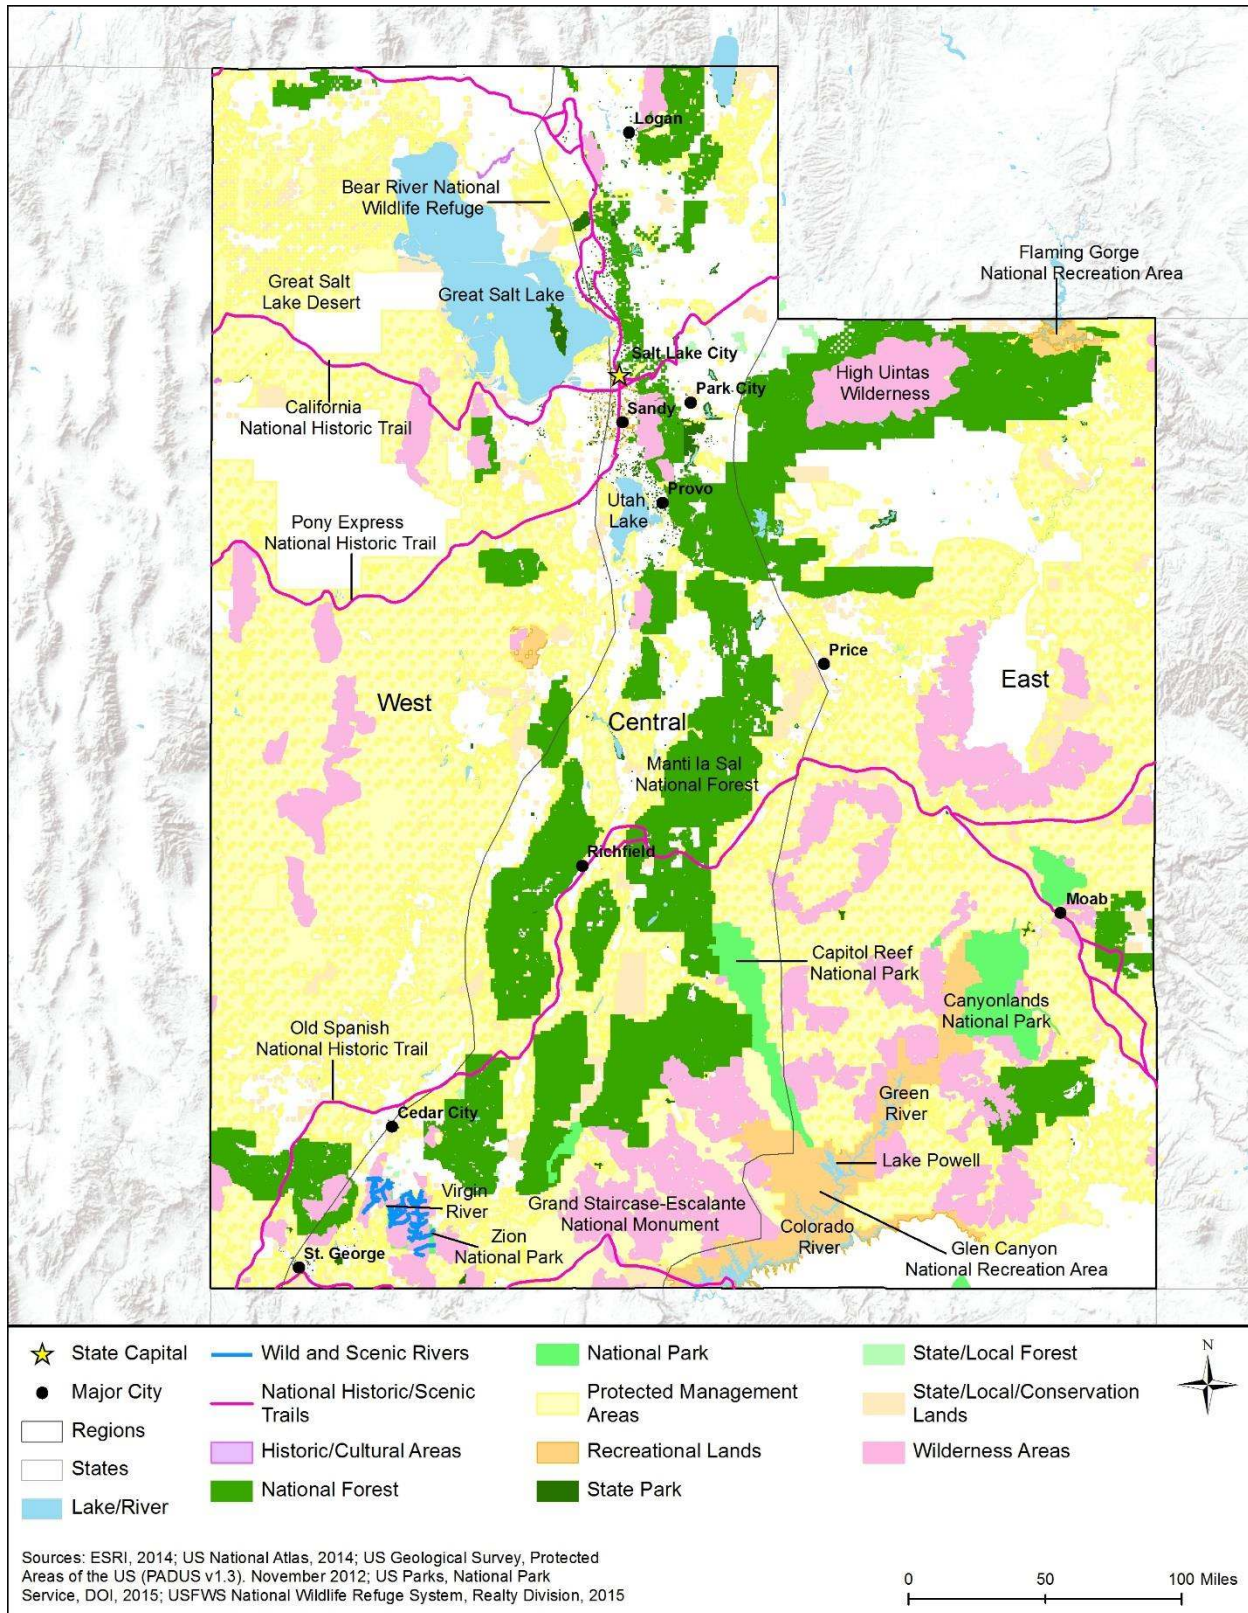 Logan
Bear River National
Wildlife Refuge
Flaming Gorge
National Recreation Area
Great Salt
Lake Desert
Great Salt Lake
Salt Lake City
High Uintas
Wilderness
Park City
California
National Historic Trail
Sandy
Provo
Utah
Lake
Pony Express
National Historic Trail
Price
East
West
Central
Manti la Sal
National Forest
Richfield
Moab
Capitol Reef
National Park
Canyonlands
National Park
Old Spanish
National Historic Trail
Green
River
Cedar City
Lake Powell
Virgin
River
Grand Staircase-Escalante
National Monument
Colorado
River
Zion
National Park
Glen Canyon
National Recreation Area
St. George
State Capital
Major City
Regions
States
Lake/River
Wild and Scenic Rivers
National Historic/Scenic
Trails
Historic/Cultural Areas
National Forest
National Park
Protected Management
Areas
Recreational Lands
State Park
State/Local Forest
State/Local/Conservation
Lands
Wilderness Areas
N
Sources: ESRI, 2014; US National Atlas, 2014; US Geological Survey, Protected
Areas of the US (PADUS v1.3). November 2012; US Parks, National Park
Service, DOI, 2015; USFWS National Wildlife Refuge System, Realty Division, 2015
0 50 100 Miles